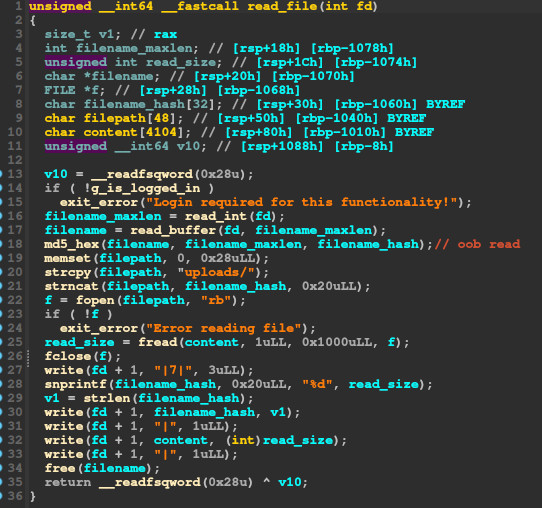 1 unsigned __int64 __fastcall read_file(int fd)
2 {
3   size_t v1; // rax
4   int filename_maxlen; // [rsp+18h] [rbp-1078h]
5   unsigned int read_size; // [rsp+1Ch] [rbp-1074h]
6   char *filename; // [rsp+20h] [rbp-1070h]
7   FILE *f; // [rsp+28h] [rbp-1068h]
8   char filename_hash[32]; // [rsp+30h] [rbp-1060h] BYREF
9   char filepath[48]; // [rsp+50h] [rbp-1040h] BYREF
10   char content[4104]; // [rsp+80h] [rbp-1010h] BYREF
11   unsigned __int64 v10; // [rsp+1088h] [rbp-8h]
12
13   v10 = __readfsqword(0x28u);
14   if ( !g_is_logged_in )
15     exit_error("Login required for this functionality!");
16   filename_maxlen = read_int(fd);
17   filename = read_buffer(fd, filename_maxlen);
18   md5_hex(filename, filename_maxlen, filename_hash);// oob read
19   memset(filepath, 0, 0x28uLL);
20   strcpy(filepath, "uploads/");
21   strncat(filepath, filename_hash, 0x20uLL);
22   f = fopen(filepath, "rb");
23   if ( !f )
24     exit_error("Error reading file");
25   read_size = fread(content, 1uLL, 0x1000uLL, f);
26   fclose(f);
27   write(fd + 1, "|7|", 3uLL);
28   snprintf(filename_hash, 0x20uLL, "%d", read_size);
29   v1 = strlen(filename_hash);
30   write(fd + 1, filename_hash, v1);
31   write(fd + 1, "|", 1uLL);
32   write(fd + 1, content, (int)read_size);
33   write(fd + 1, "|", 1uLL);
34   free(filename);
35   return __readfsqword(0x28u) ^ v10;
36 }